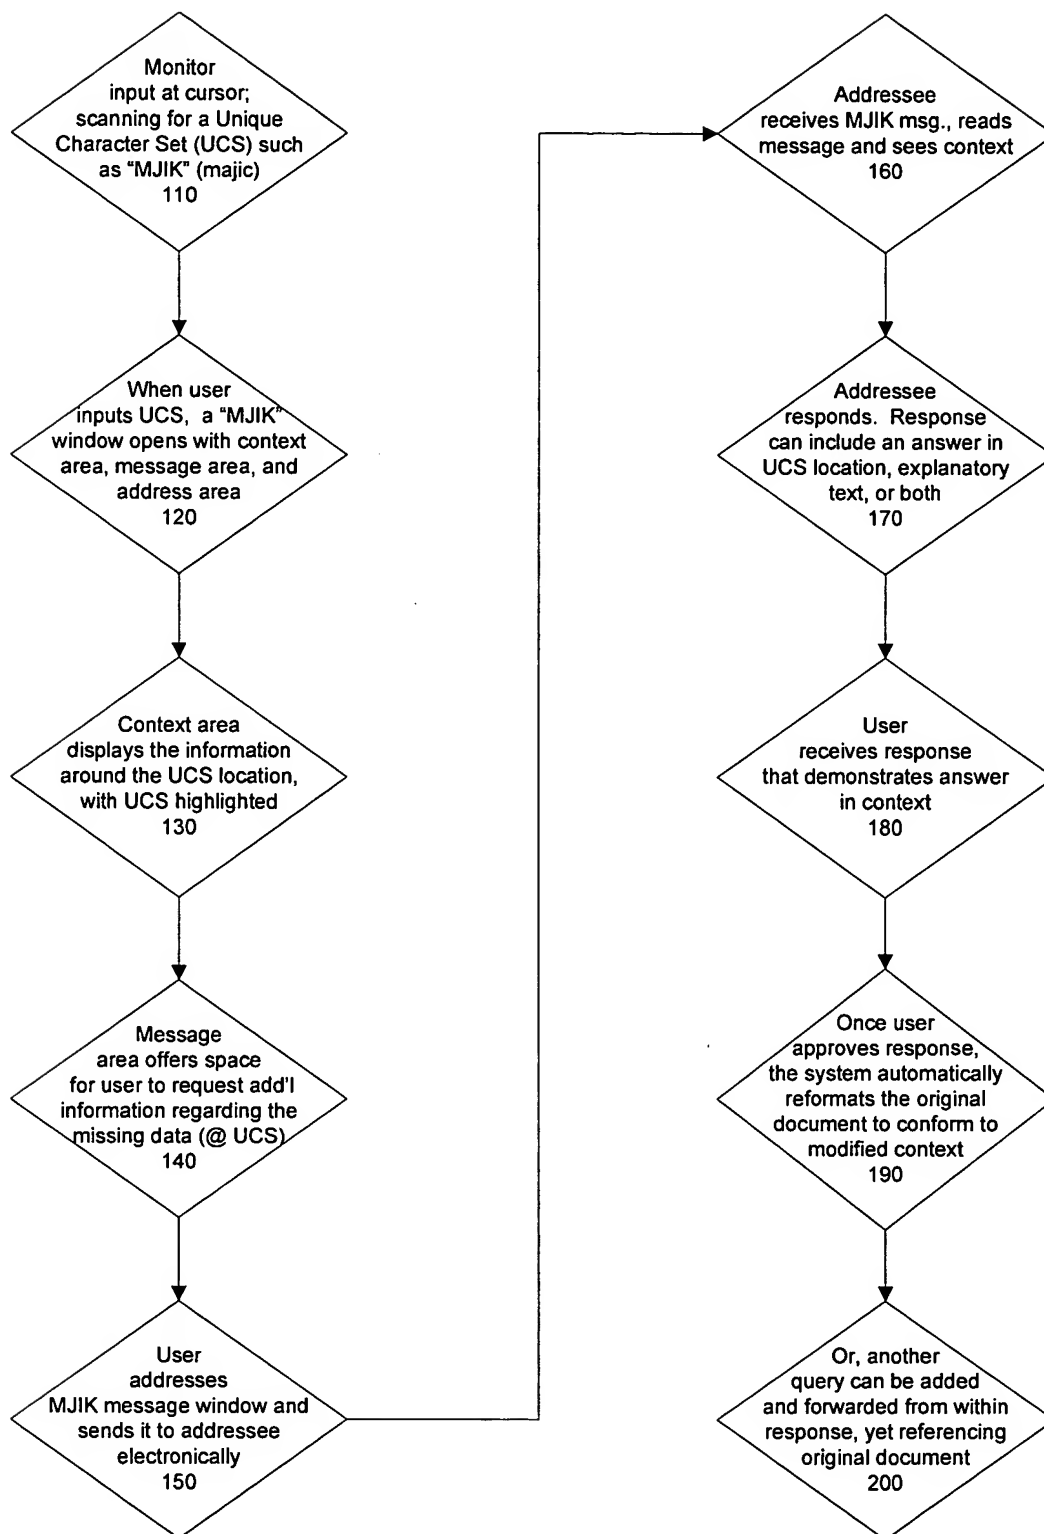 Monitor
input at cursor;
scanning for a Unique
Character Set (UCS) such
as “MJIK” (majic)
110
When user
inputs UCS, a “MJIK”
window opens with context
area, message area, and
address area
120
Context area
displays the information
around the UCS location,
with UCS highlighted
130
Message
area offers space
for user to request add'l
information regarding the
missing data (@ UCS)
140
User
addresses
MJIK message window and
sends it to addressee
electronically
150
Addressee
receives MJIK msg., reads
message and sees context
160
Addressee
responds. Response
can include an answer in
UCS location, explanatory
text, or both
170
User
receives response
that demonstrates answer
in context
180
Once user
approves response,
the system automatically
reformats the original
document to conform to
modified context
190
Or, another
query can be added
and forwarded from within
response, yet referencing
original document
200